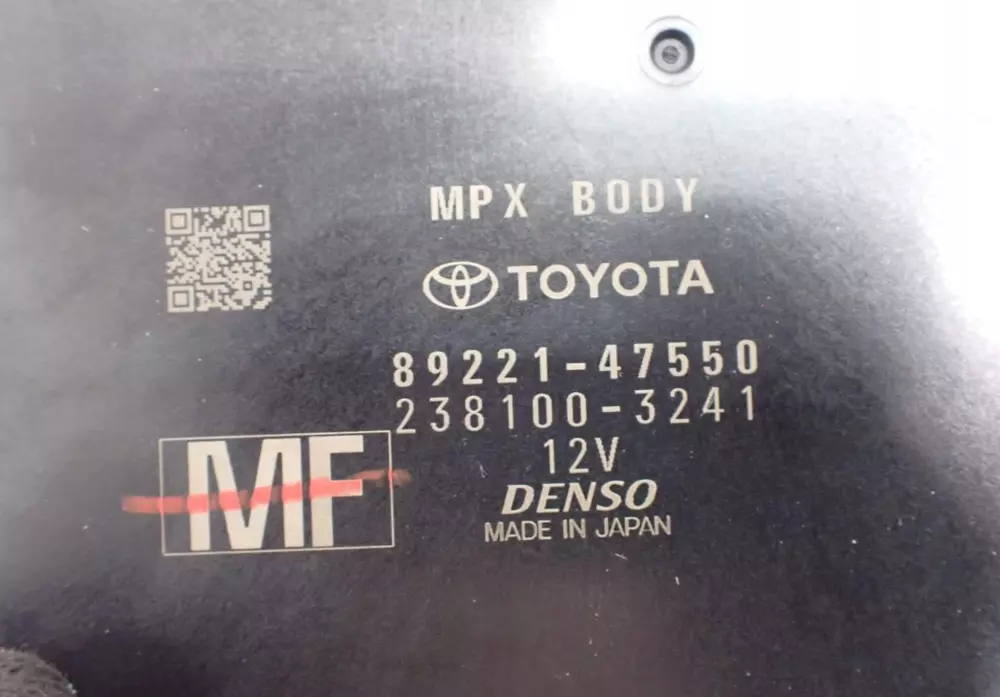 MPX BODY
TOYOTA
89221-47550
238100-3241
12V
MF
DENSO
MADE IN JAPAN